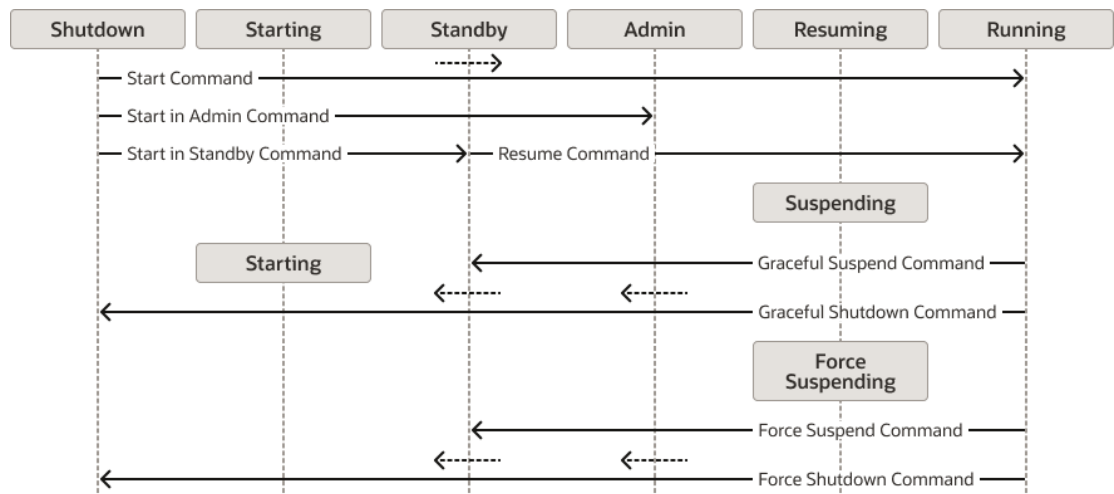 Shutdown
Starting
Standby
Admin
Resuming
Running
Start Command
Start in Admin Command
Start in Standby Command
Resume Command
Suspending
Starting
Graceful Suspend Command
Graceful Shutdown Command
Force
Suspending
Force Suspend Command
Force Shutdown Command